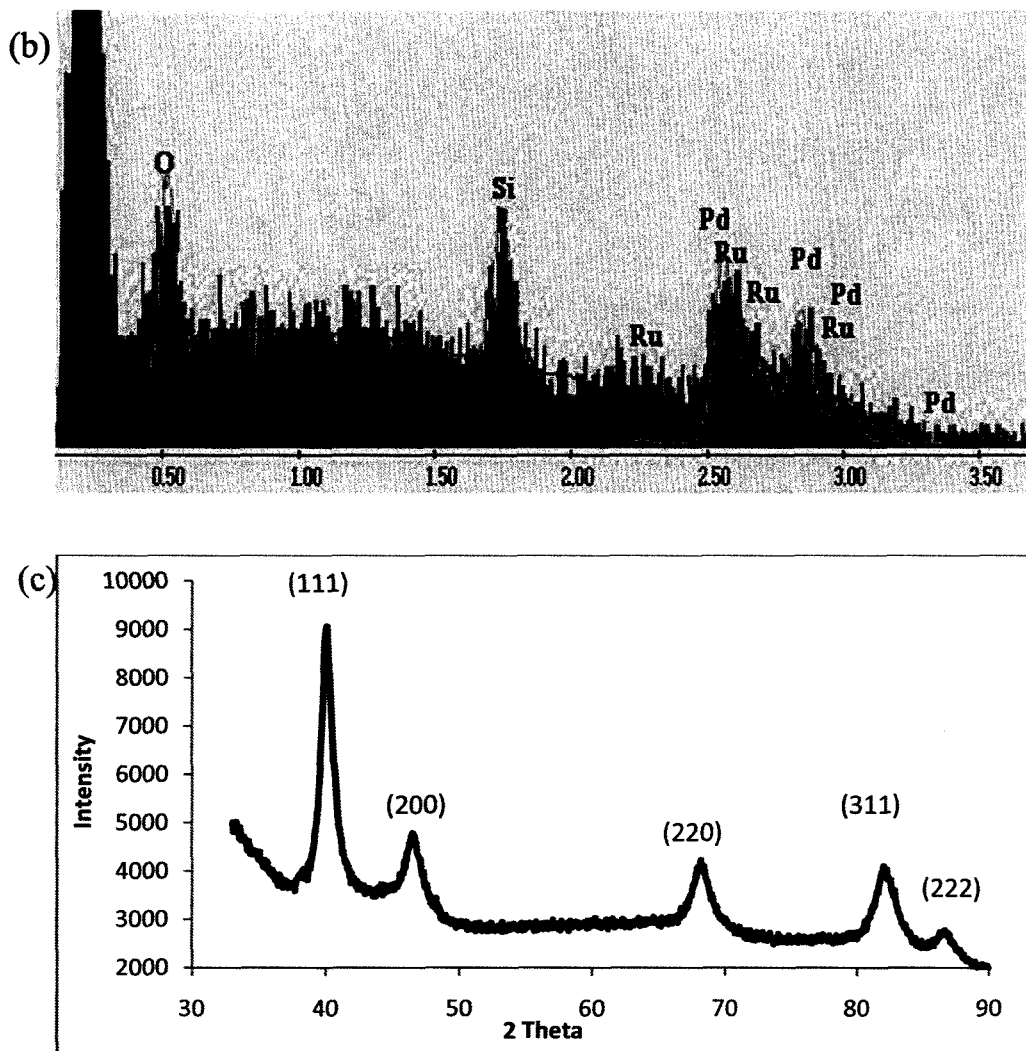 (b)
O
Si
Pd
Ru
Ru
Ru
Pd
Pd
Ru
Pd
0.50 1.00 1.50 2.00 2.50 3.00 3.50
(c)
10000
9000
8000
7000
6000
5000
4000
3000
2000
Intensity
(111)
(200)
(220)
(311)
(222)
30 40 50 60 70 80 90
2 Theta